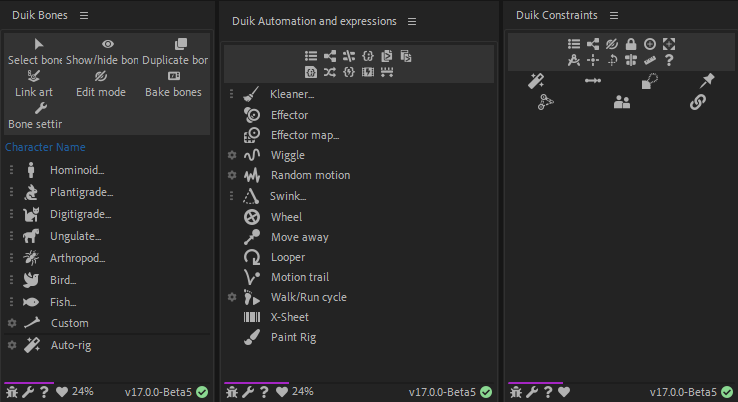 Duik Bones
Select bone Show/hide bon Duplicate bor
Link art Edit mode Bake bones
Bone settin
Character Name
Hominoid...
Plantigrade...
Digitigrade...
Ungulate...
Arthropod...
Bird...
Fish...
Custom
Auto-rig
24% v17.0.0-Beta5
Duik Automation and expressions
Kleaner...
Effector
Effector map...
Wiggle
Random motion
Swink...
Wheel
Move away
Looper
Motion trail
Walk/Run cycle
X-Sheet
Paint Rig
24% v17.0.0-Beta5
Duik Constraints
v17.0.0-Beta5